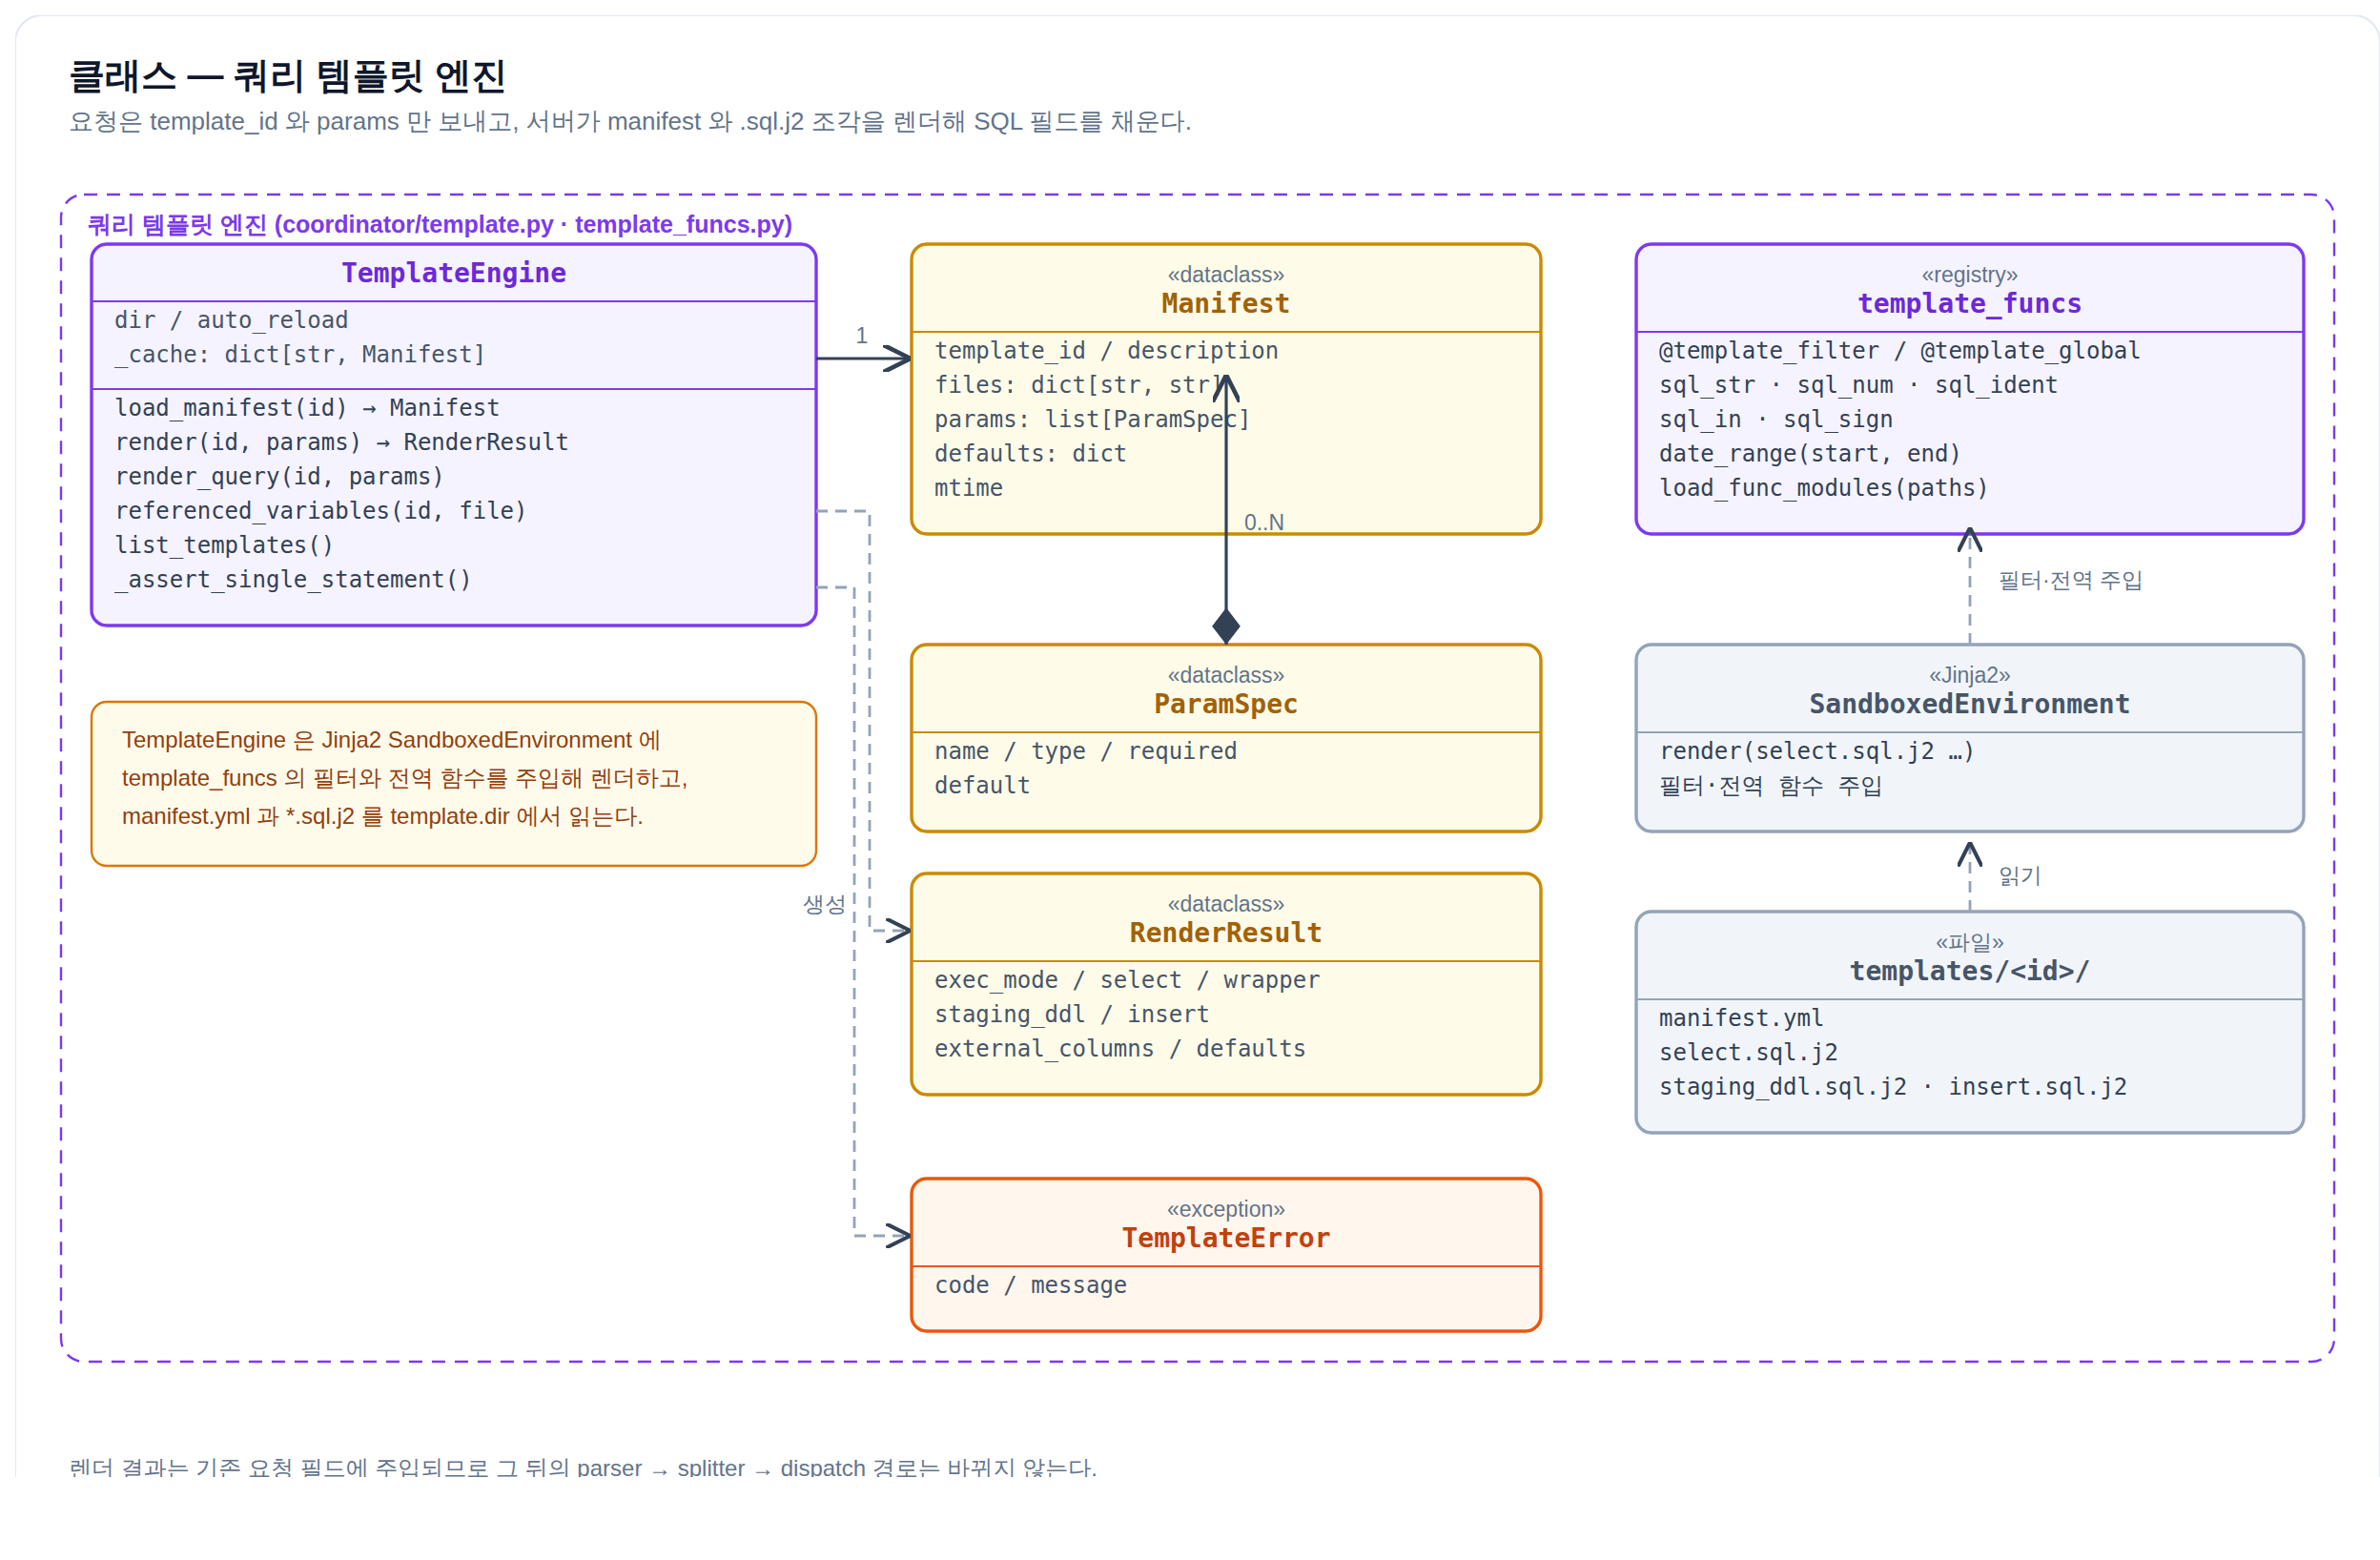 클래스 — 쿼리 템플릿 엔진
요청은 template_id 와 params 만 보내고, 서버가 manifest 와 .sql.j2 조각을 렌더해 SQL 필드를 채운다.
쿼리 템플릿 엔진 (coordinator/template.py · template_funcs.py)
TemplateEngine
dir / auto_reload
_cache: dict[str, Manifest]
load_manifest(id) → Manifest
render(id, params) → RenderResult
render_query(id, params)
referenced_variables(id, file)
list_templates()
_assert_single_statement()
1
«dataclass»
Manifest
template_id / description
files: dict[str, str]
params: list[ParamSpec]
defaults: dict
mtime
0..N
«registry»
template_funcs
@template_filter / @template_global
sql_str · sql_num · sql_ident
sql_in · sql_sign
date_range(start, end)
load_func_modules(paths)
필터·전역 주입
TemplateEngine 은 Jinja2 SandboxedEnvironment 에
template_funcs 의 필터와 전역 함수를 주입해 렌더하고,
manifest.yml 과 *.sql.j2 를 template.dir 에서 읽는다.
«dataclass»
ParamSpec
name / type / required
default
«Jinja2»
SandboxedEnvironment
render(select.sql.j2 …)
필터·전역 함수 주입
읽기
생성
«dataclass»
RenderResult
exec_mode / select / wrapper
staging_ddl / insert
external_columns / defaults
«파일»
templates/<id>/
manifest.yml
select.sql.j2
staging_ddl.sql.j2 · insert.sql.j2
«exception»
TemplateError
code / message
렌더 결과는 기존 요청 필드에 주입되므로 그 뒤의 parser → splitter → dispatch 경로는 바뀌지 않는다.